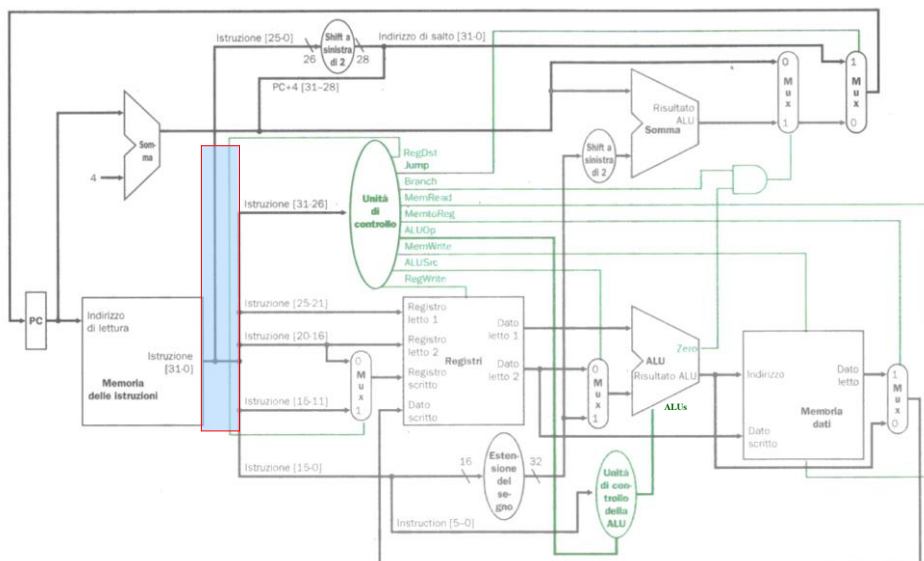 Istruzione [25-0]
26
Shift a
sinistra
di 2
28
Indirizzo di salto [31-0]
PC+4 [31–28]
Som-
ma
4
Risultato
ALU
Somma
0
M
u
x
1
1
M
u
x
0
Shift a
sinistra
di 2
RegDst
Jump
Branch
MemRead
MemtoReg
ALUOp
MemWrite
ALUSrc
RegWrite
Unità
di
controllo
Istruzione [31-26]
PC
Indirizzo
di lettura
Istruzione
[31-0]
Memoria
delle istruzioni
Istruzione [25-21]
Istruzione [20-16]
Istruzione [15-11]
0
M
u
x
1
Registro
letto 1
Registro
letto 2
Registro
scritto
Dato
scritto
Registri
Dato
letto 1
Dato
letto 2
0
M
u
x
1
Zero
ALU
Risultato ALU
ALUs
Indirizzo
Dato
letto
Memoria
dati
Dato
scritto
1
M
u
x
0
Istruzione [15-0]
16
Esten-
sione
del
se-
gno
32
Unità
di con-
trollo
della
ALU
Instruction [5–0]